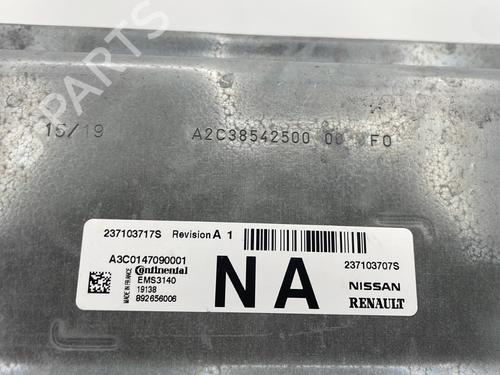 15/19
A2C38542500 00 F0
237103717S Revision A 1
A3C0147090001
Continental
EMS3140
19138
892656006
MADE IN FRANCE
NA
237103707S
NISSAN
RENAULT
PARTS